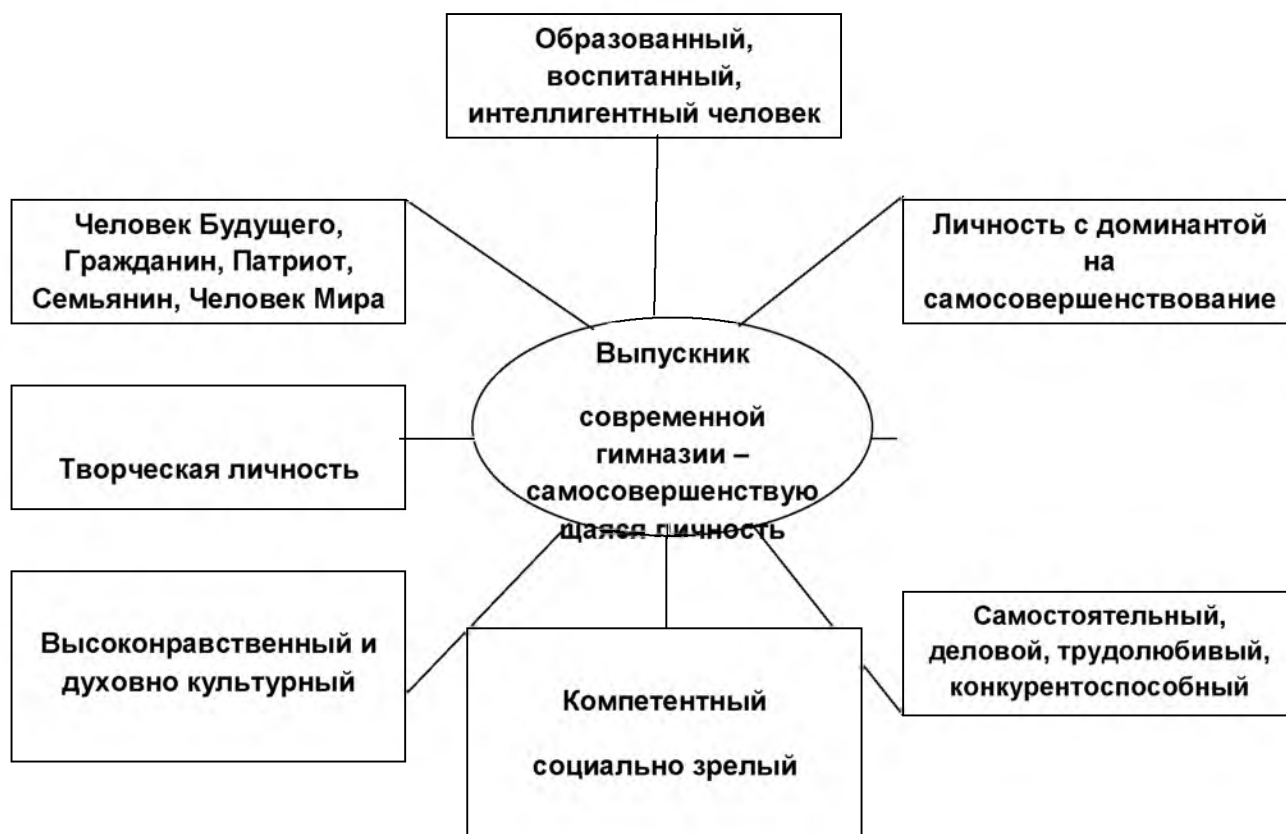 Образованный,
воспитанный,
интеллигентный человек
Человек Будущего,
Гражданин, Патриот,
Семьянин, Человек Мира
Личность с доминантой
на
самосовершенствование
Выпускник
современной
гимназии –
самосовершенствую
щаяся личность
Творческая личность
Высоконравственный и
духовно культурный
Компетентный
социально зрелый
Самостоятельный,
деловой, трудолюбивый,
конкурентоспособный